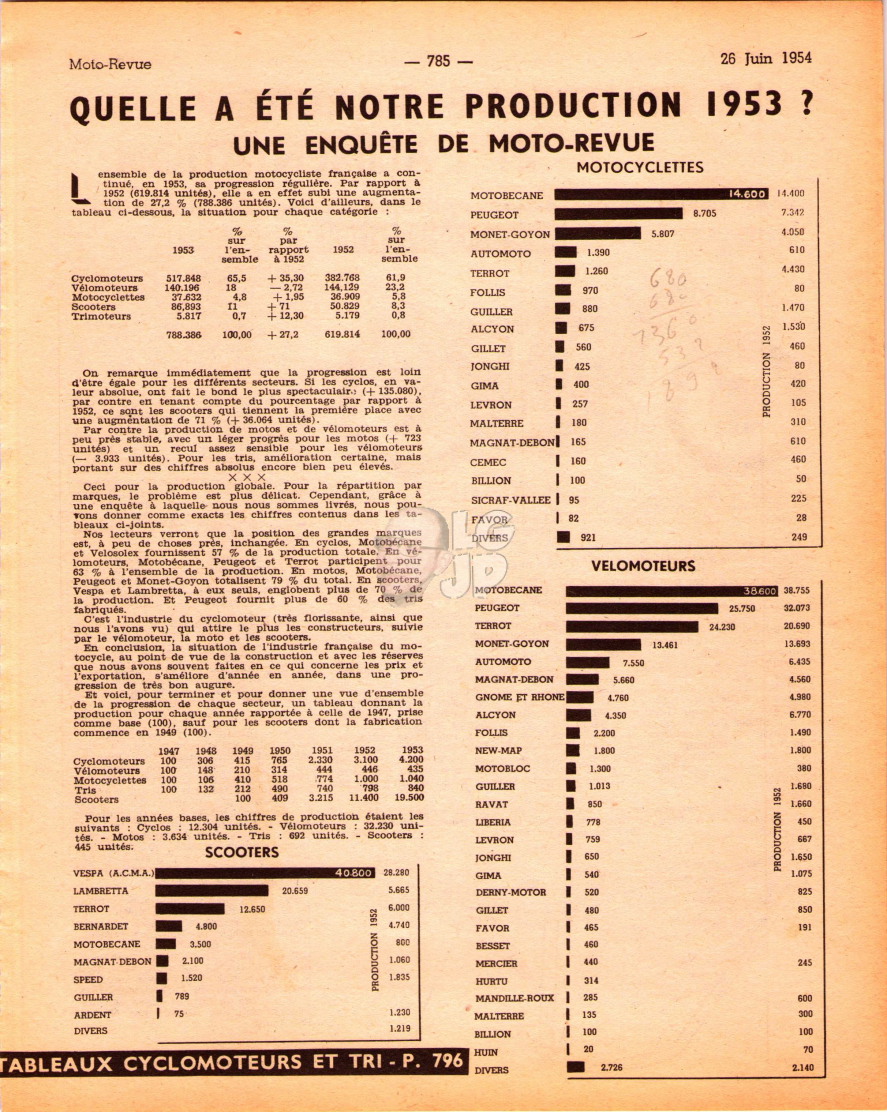 Moto-Revue
— 785 —
26 Juin 1954
QUELLE A ÉTÉ NOTRE PRODUCTION 1953 ?
UNE ENQUÊTE DE MOTO-REVUE
L ensemble de la production motocycliste française a con-
tinué, en 1953, sa progression régulière. Par rapport à
1952 (619.814 unités), elle a en effet subi une augmenta-
tion de 27,2 % (788.386 unités). Voici d'ailleurs, dans le
tableau ci-dessous, la situation pour chaque catégorie :
% % %
sur par sur
1953 l'en- rapport 1952 l'en-
semble à 1952 semble
Cyclomoteurs 517.848 65,5 + 35,30 382.768 61,9
Vélomoteurs 140.196 18 — 2,72 144,129 23,2
Motocyclettes 37.632 4,8 + 1,95 36.909 5,8
Scooters 86,893 11 + 71 50.829 8,3
Trimoteurs 5.817 0,7 + 12,30 5.179 0,8
788.386 100,00 + 27,2 619.814 100,00
On remarque immédiatement que la progression est loin
d'être égale pour les différents secteurs. Si les cyclos, en va-
leur absolue, ont fait le bond le plus spectaculair: (+ 135.080),
par contre en tenant compte du pourcentage par rapport à
1952, ce sont les scooters qui tiennent la première place avec
une augmentation de 71 % (+ 36.064 unités).
Par contre la production de motos et de vélomoteurs est à
peu près stable, avec un léger progrès pour les motos (+ 723
unités) et un recul assez sensible pour les vélomoteurs
(— 3.933 unités). Pour les tris, amélioration certaine, mais
portant sur des chiffres absolus encore bien peu élevés.
× × ×
Ceci pour la production globale. Pour la répartition par
marques, le problème est plus délicat. Cependant, grâce à
une enquête à laquelle nous nous sommes livrés, nous pou-
vons donner comme exacts les chiffres contenus dans les ta-
bleaux ci-joints.
Nos lecteurs verront que la position des grandes marques
est, à peu de choses près, inchangée. En cyclos, Motobécane
et Velosolex fournissent 57 % de la production totale. En vé-
lomoteurs, Motobécane, Peugeot et Terrot participent pour
63 % à l'ensemble de la production. En motos, Motobécane,
Peugeot et Monet-Goyon totalisent 79 % du total. En scooters,
Vespa et Lambretta, à eux seuls, englobent plus de 70 % de
la production. Et Peugeot fournit plus de 60 % des tris
fabriqués.
C'est l'industrie du cyclomoteur (très florissante, ainsi que
nous l'avons vu) qui attire le plus les constructeurs, suivie
par le vélomoteur, la moto et les scooters.
En conclusion, la situation de l'industrie française du mo-
tocycle, au point de vue de la construction et avec les réserves
que nous avons souvent faites en ce qui concerne les prix et
l'exportation, s'améliore d'année en année, dans une pro-
gression de très bon augure.
Et voici, pour terminer et pour donner une vue d'ensemble
de la progression de chaque secteur, un tableau donnant la
production pour chaque année rapportée à celle de 1947, prise
comme base (100), sauf pour les scooters dont la fabrication
commence en 1949 (100).
1947 1948 1949 1950 1951 1952 1953
Cyclomoteurs 100 306 415 765 2.330 3.100 4.200
Vélomoteurs 100 148 210 314 444 446 435
Motocyclettes 100 106 410 518 774 1.000 1.040
Tris 100 132 212 490 740 798 840
Scooters 100 409 3.215 11.400 19.500
Pour les années bases, les chiffres de production étaient les
suivants : Cyclos : 12.304 unités. - Vélomoteurs : 32.230 uni-
tés. - Motos : 3.634 unités. - Tris : 692 unités. - Scooters :
445 unités.
SCOOTERS
VESPA (A.C.M.A.) 40.800 28.280
LAMBRETTA 20.659 5.665
TERROT 12.650 6.000
BERNARDET 4.800 4.740
MOTOBECANE 3.500 800
MAGNAT-DEBON 2.100 1.060
SPEED 1.520 1.835
GUILLER 789
ARDENT 75 1.230
DIVERS 1.219
PRODUCTION 1952
TABLEAUX CYCLOMOTEURS ET TRI - P. 796
MOTOCYCLETTES
MOTOBECANE 14.600 14.400
PEUGEOT 8.705 7.342
MONET-GOYON 5.807 4.050
AUTOMOTO 1.390 610
TERROT 1.260 4.430
FOLLIS 970 80
GUILLER 880 1.470
ALCYON 675 1.530
GILLET 560 460
JONGHI 425 80
GIMA 400 420
LEVRON 257 105
MALTERRE 180 310
MAGNAT-DEBON 165 610
CEMEC 160 460
BILLION 100 50
SICRAF-VALLEE 95 225
FAVOR 82 28
DIVERS 921 249
PRODUCTION 1952
680
LGJP
VELOMOTEURS
MOTOBECANE 38.600 38.755
PEUGEOT 25.750 32.073
TERROT 24.230 20.690
MONET-GOYON 13.461 13.693
AUTOMOTO 7.550 6.435
MAGNAT-DEBON 5.660 4.560
GNOME ET RHONE 4.760 4.980
ALCYON 4.350 6.770
FOLLIS 2.200 1.490
NEW-MAP 1.800 1.800
MOTOBLOC 1.300 380
GUILLER 1.013 1.680
RAVAT 850 1.660
LIBERIA 778 450
LEVRON 759 667
JONGHI 650 1.650
GIMA 540 1.075
DERNY-MOTOR 520 825
GILLET 480 850
FAVOR 465 191
BESSET 460
MERCIER 440 245
HURTU 314
MANDILLE-ROUX 285 600
MALTERRE 135 300
BILLION 100 100
HUIN 20 70
DIVERS 2.726 2.140
PRODUCTION 1952